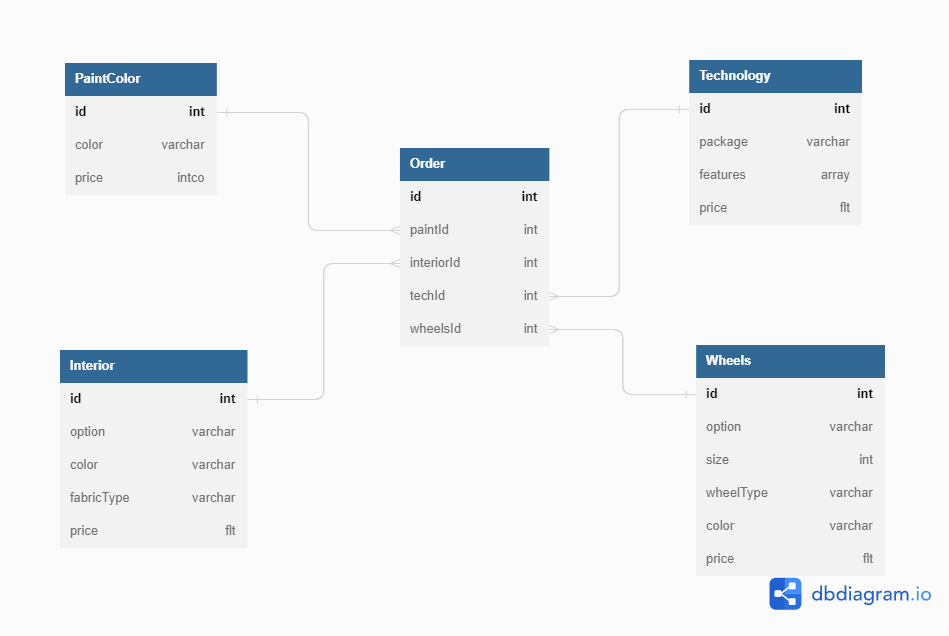 PaintColor
id int
color varchar
price intco
Technology
id int
package varchar
features array
price flt
Order
id int
paintId int
interiorId int
techId int
wheelsId int
Interior
id int
option varchar
color varchar
fabricType varchar
price flt
Wheels
id int
option varchar
size int
wheelType varchar
color varchar
price flt
dbdiagram.io